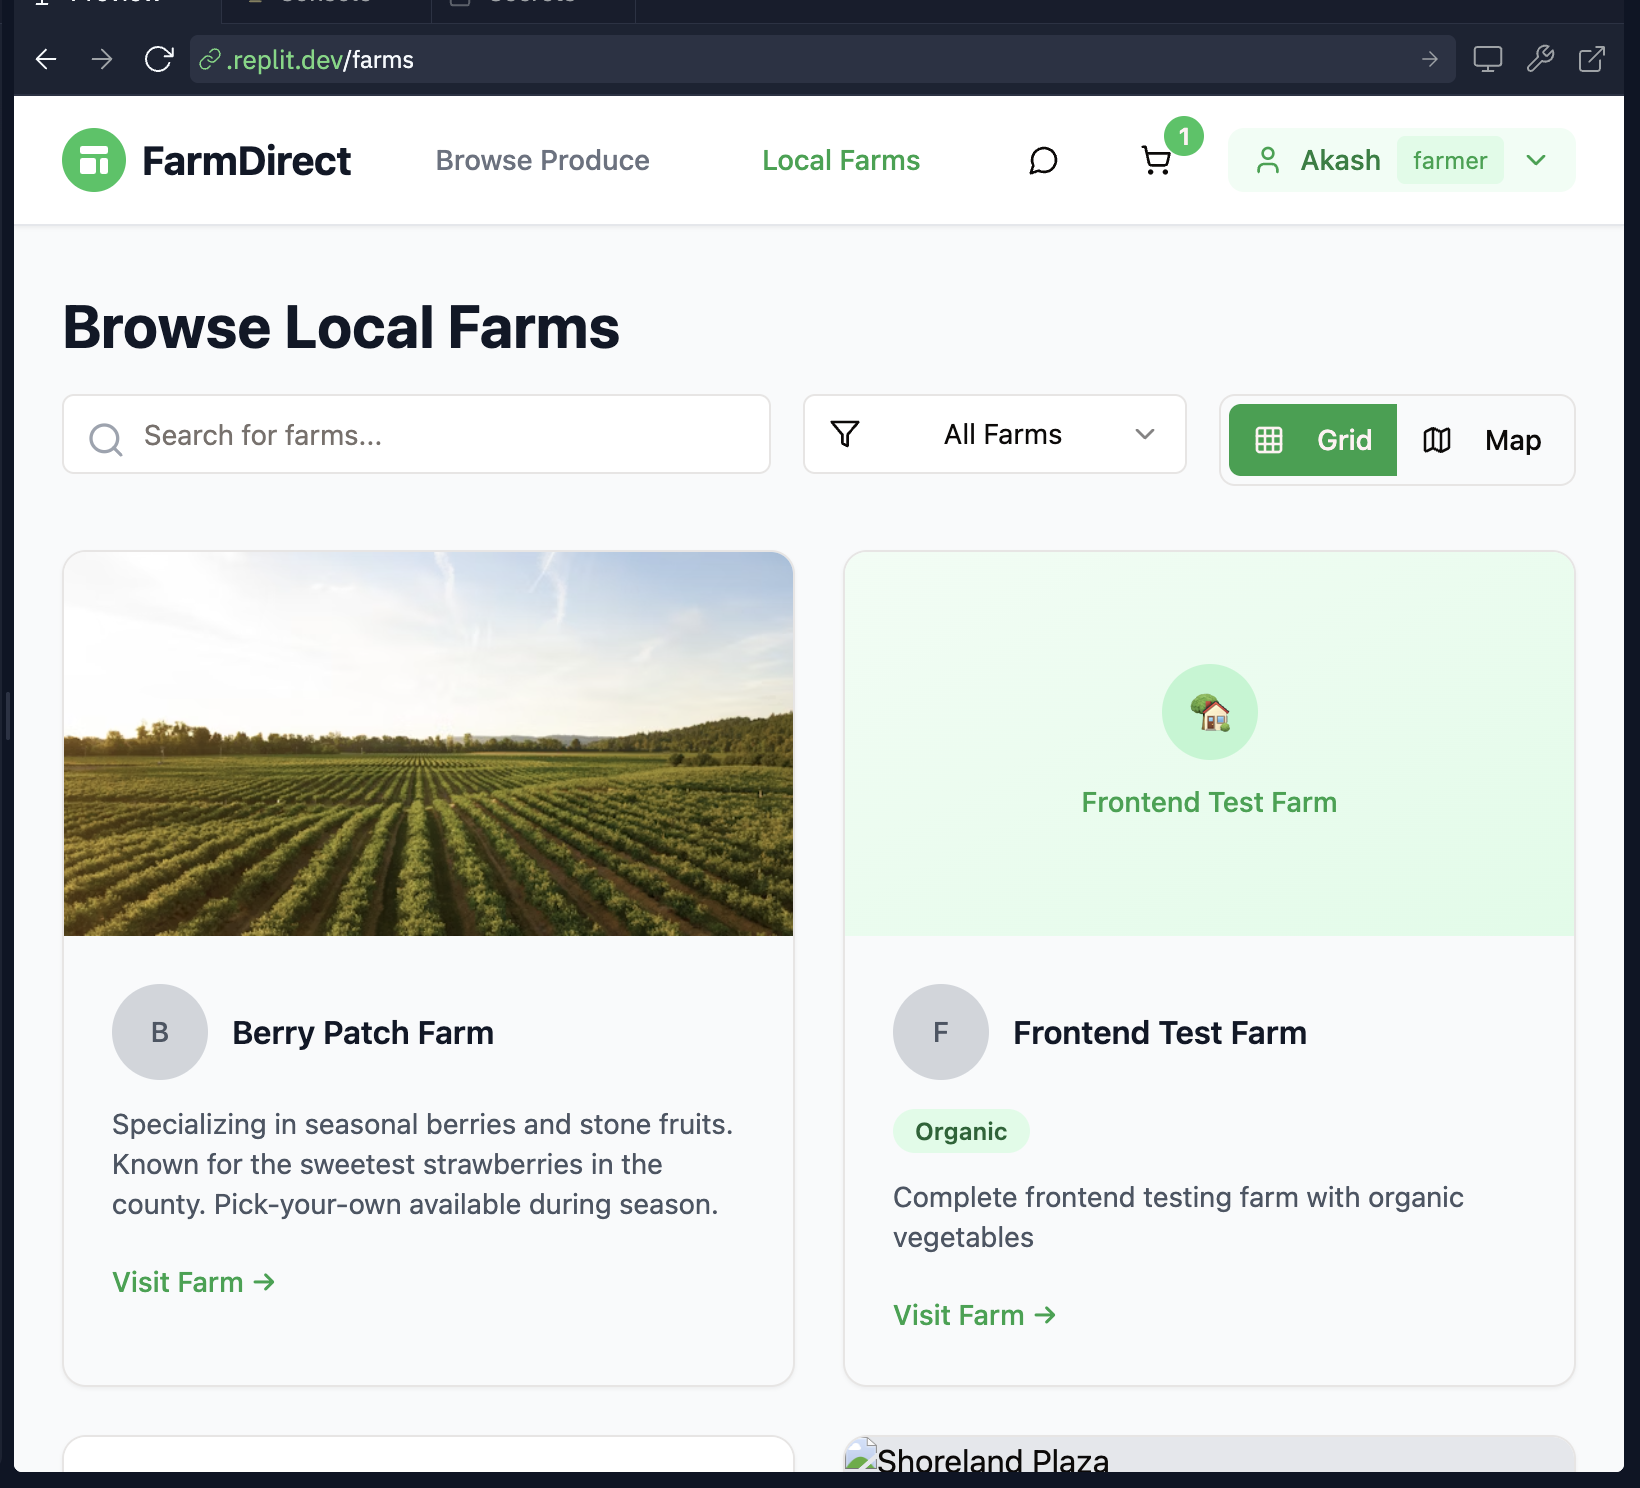 .replit.dev/farms
FarmDirect
Browse Produce
Local Farms
1
Akash
farmer
Browse Local Farms
Search for farms...
All Farms
Grid
Map
Frontend Test Farm
B
Berry Patch Farm
Specializing in seasonal berries and stone fruits.
Known for the sweetest strawberries in the
county. Pick-your-own available during season.
Visit Farm →
F
Frontend Test Farm
Organic
Complete frontend testing farm with organic
vegetables
Visit Farm →
Shoreland Plaza